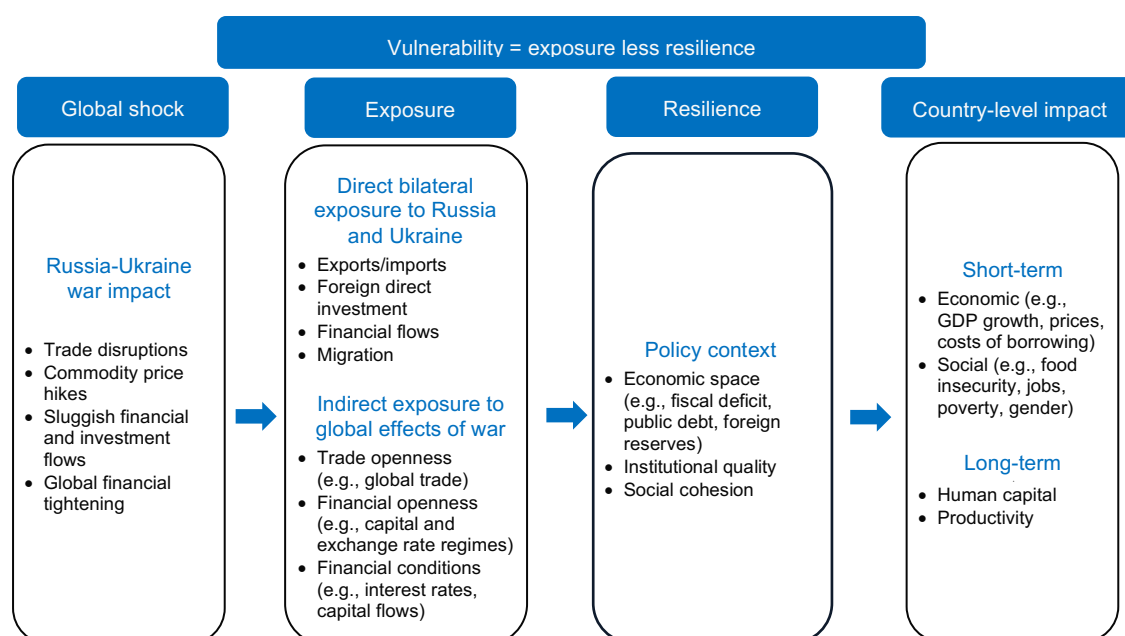 Vulnerability = exposure less resilience
Global shock
Exposure
Resilience
Country-level impact
Russia-Ukraine
war impact
• Trade disruptions
• Commodity price
hikes
• Sluggish financial
and investment
flows
• Global financial
tightening
Direct bilateral
exposure to Russia
and Ukraine
• Exports/imports
• Foreign direct
investment
• Financial flows
• Migration
Indirect exposure to
global effects of war
• Trade openness
(e.g., global trade)
• Financial openness
(e.g., capital and
exchange rate regimes)
• Financial conditions
(e.g., interest rates,
capital flows)
Policy context
• Economic space
(e.g., fiscal deficit,
public debt, foreign
reserves)
• Institutional quality
• Social cohesion
Short-term
• Economic (e.g.,
GDP growth, prices,
costs of borrowing)
• Social (e.g., food
insecurity, jobs,
poverty, gender)
Long-term
• Human capital
• Productivity